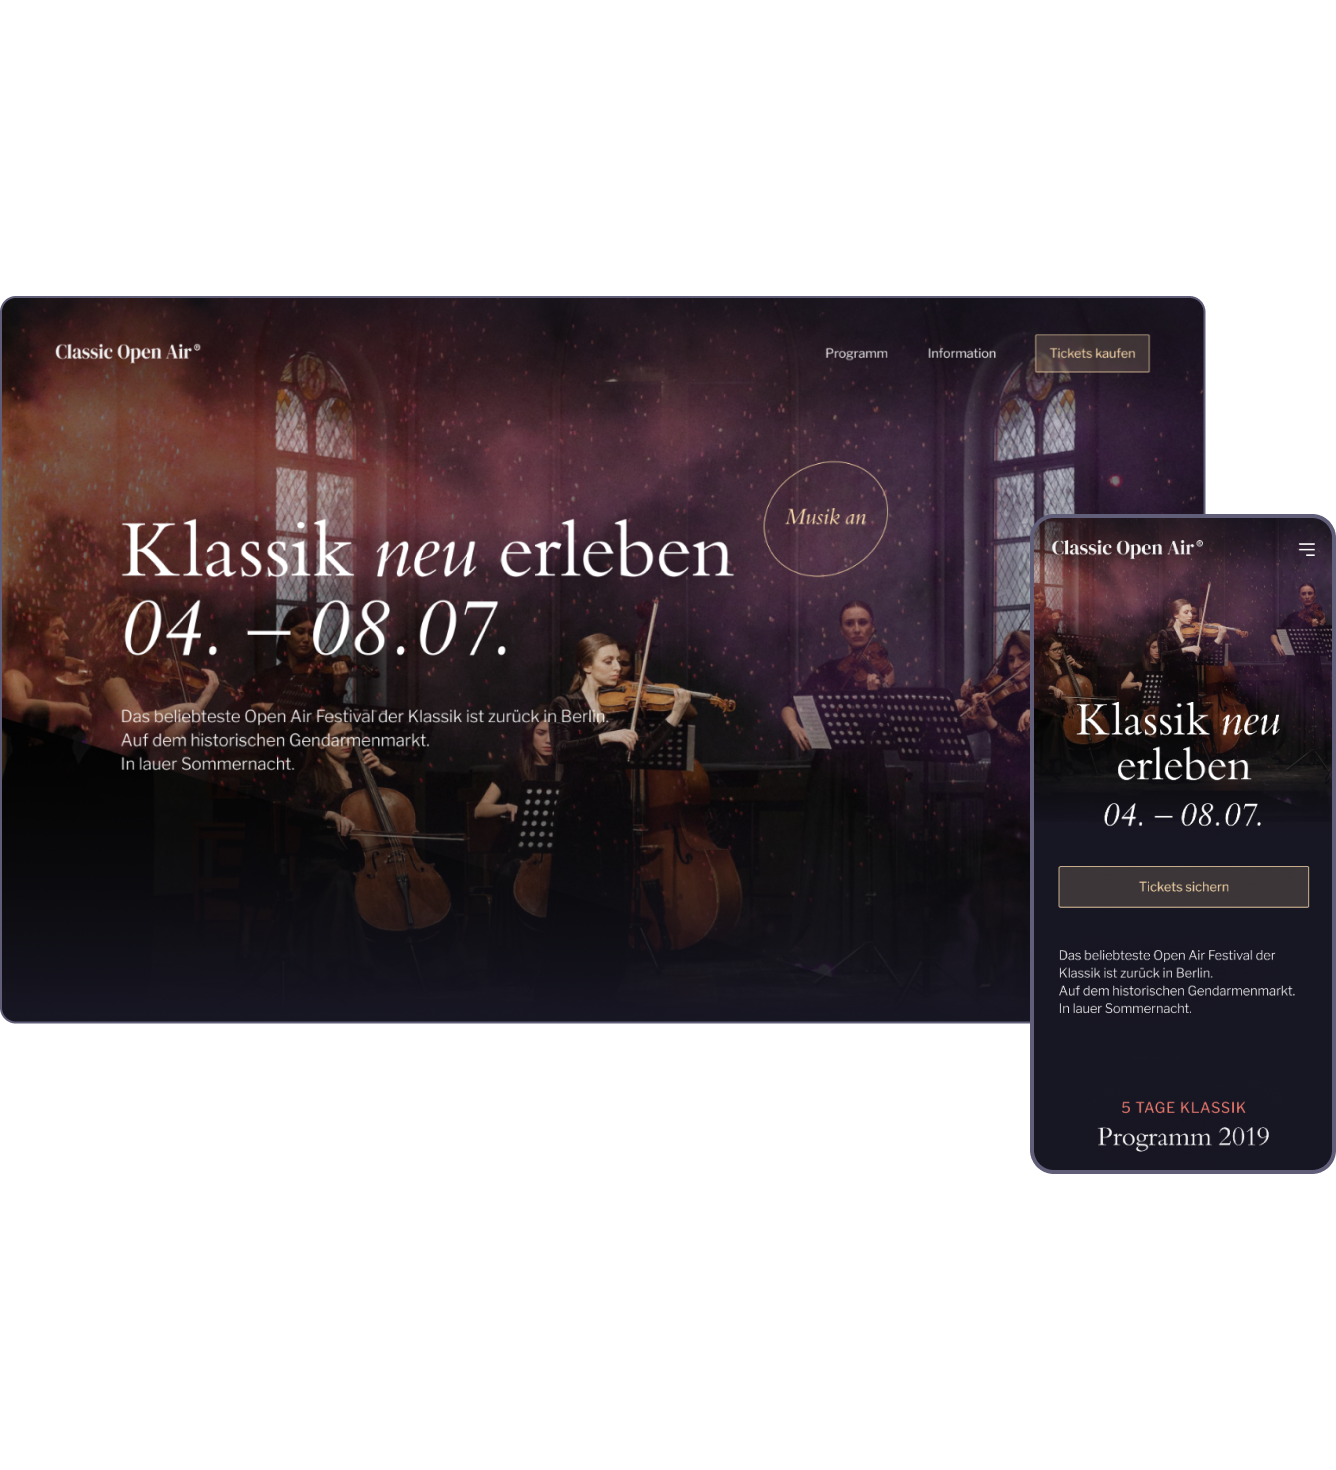 Classic Open Air®
Programm
Information
Tickets kaufen
Musik an
Klassik neu erleben
04. – 08.07.
Das beliebteste Open Air Festival der Klassik ist zurück in Berlin.
Auf dem historischen Gendarmenmarkt.
In lauer Sommernacht.
Classic Open Air®
Klassik neu
erleben
04. – 08.07.
Tickets sichern
Das beliebteste Open Air Festival der
Klassik ist zurück in Berlin.
Auf dem historischen Gendarmenmarkt.
In lauer Sommernacht.
5 TAGE KLASSIK
Programm 2019